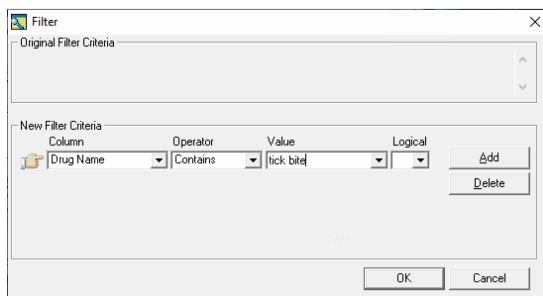 Filter
Original Filter Criteria
New Filter Criteria
Column Operator Value Logical
Drug Name Contains tick bite Add
Delete
OK Cancel